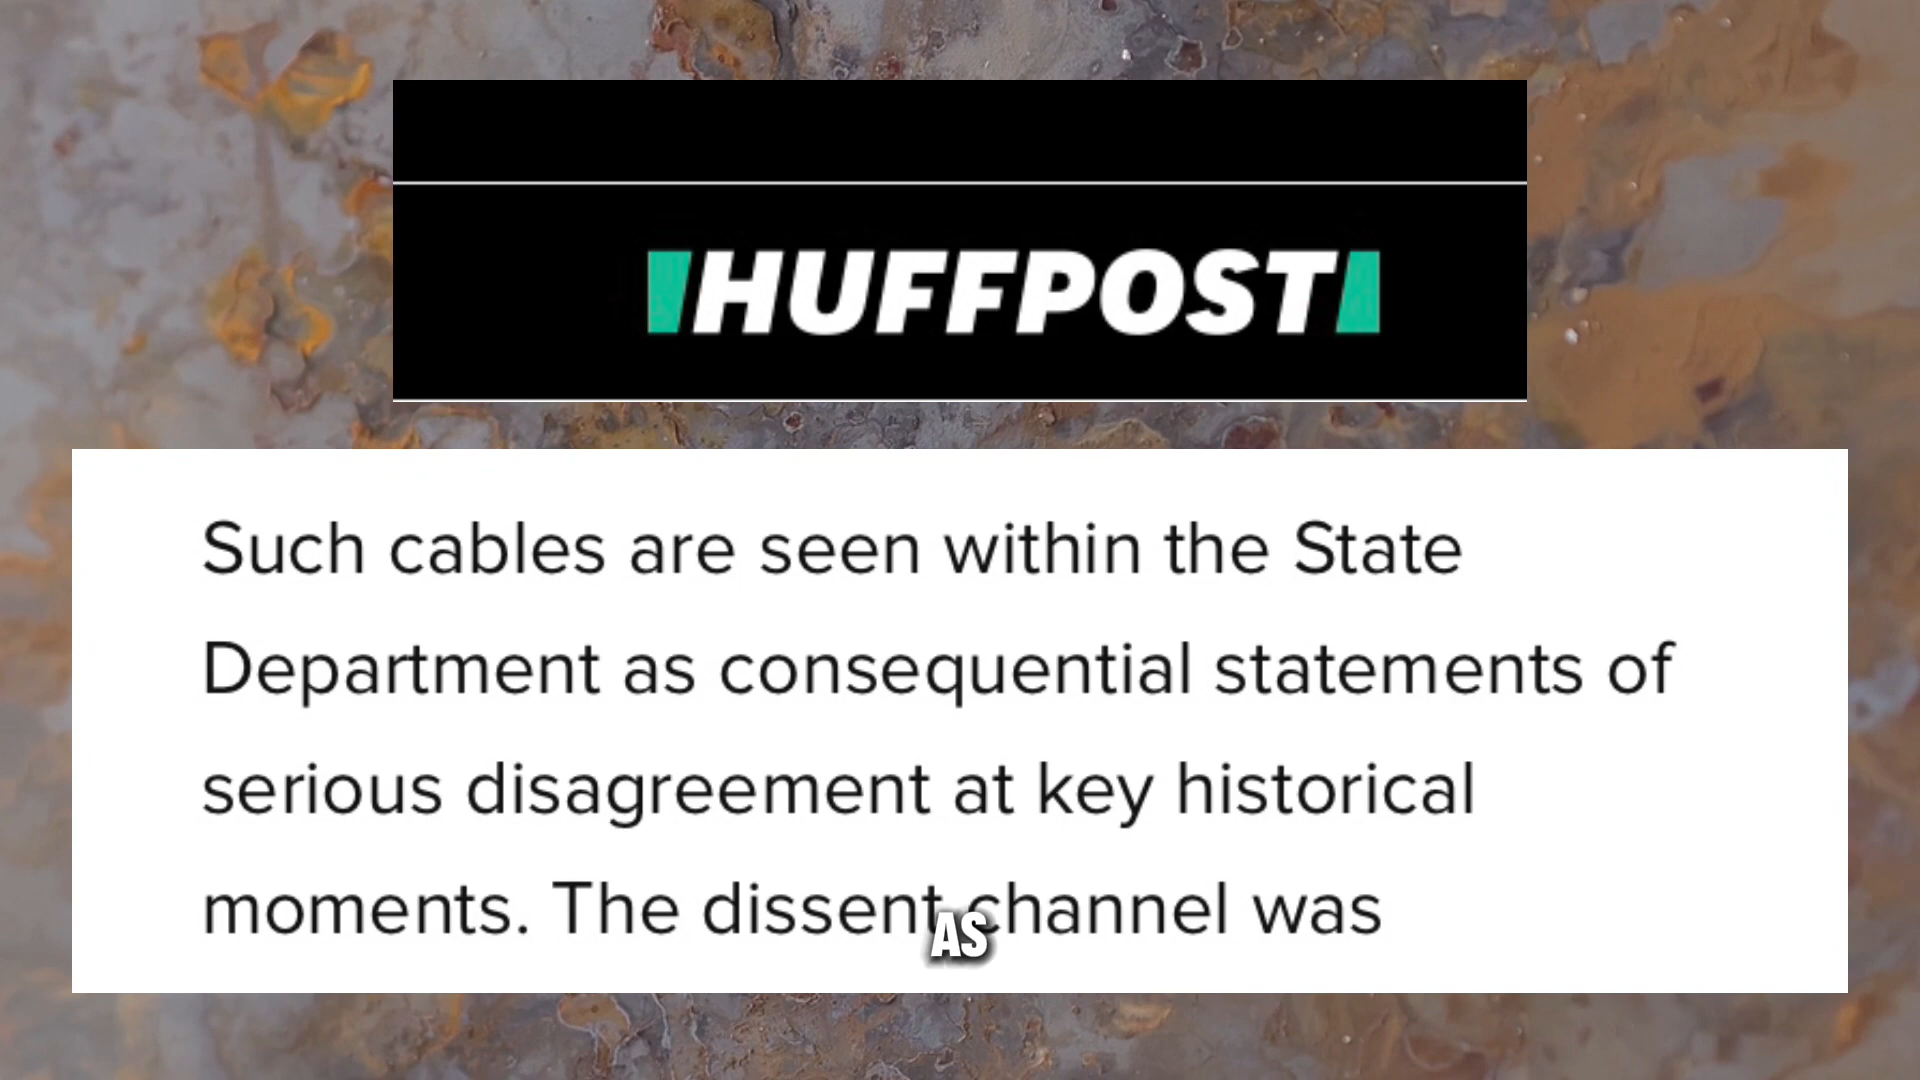 HUFFPOST
Such cables are seen within the State
Department as consequential statements of
serious disagreement at key historical
moments. The dissent channel was
AS